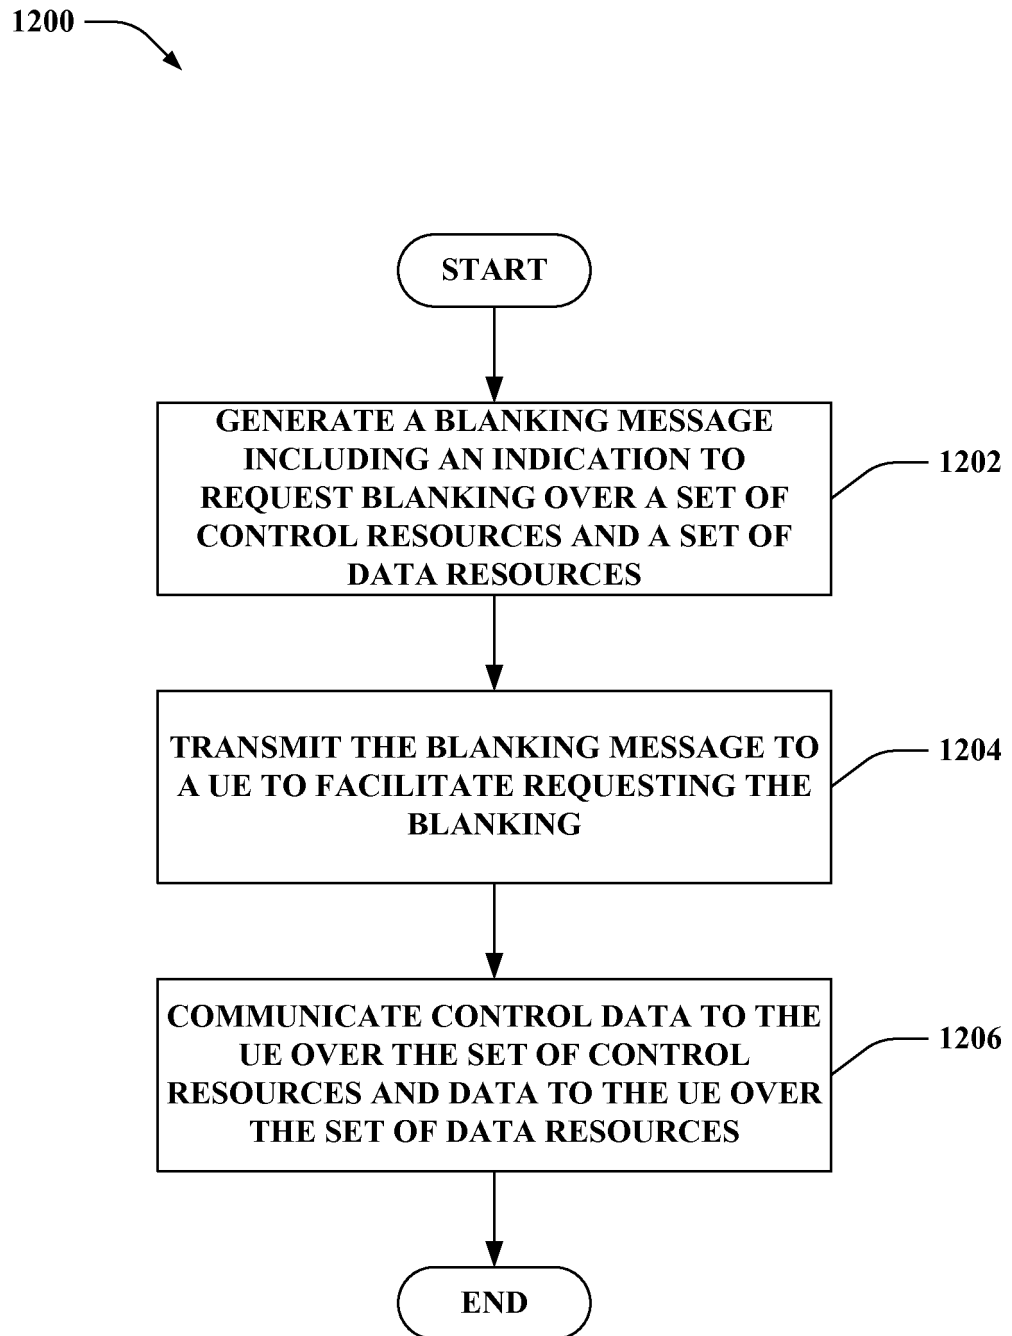 1200
START
GENERATE A BLANKING MESSAGE
INCLUDING AN INDICATION TO
REQUEST BLANKING OVER A SET OF
CONTROL RESOURCES AND A SET OF
DATA RESOURCES
1202
TRANSMIT THE BLANKING MESSAGE TO
A UE TO FACILITATE REQUESTING THE
BLANKING
1204
COMMUNICATE CONTROL DATA TO THE
UE OVER THE SET OF CONTROL
RESOURCES AND DATA TO THE UE OVER
THE SET OF DATA RESOURCES
1206
END